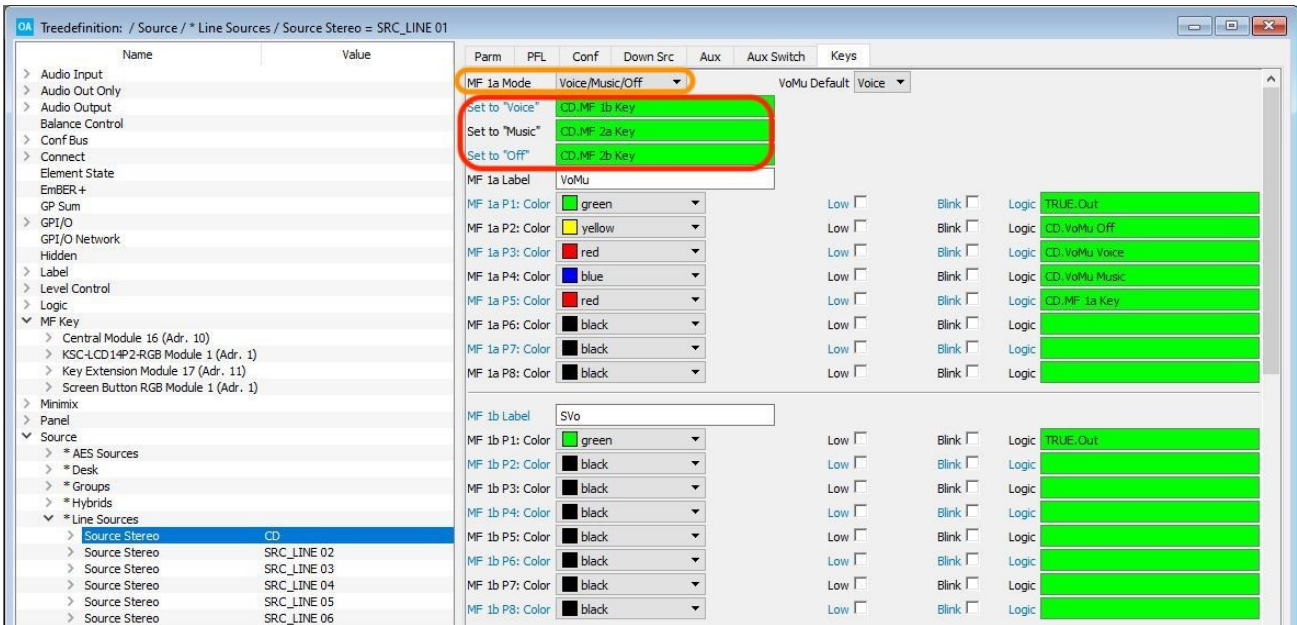 OA Treedefinition: / Source / * Line Sources / Source Stereo = SRC_LINE 01
Name Value
Audio Input
Audio Out Only
Audio Output
Balance Control
Conf Bus
Connect
Element State
EmBER+
GP Sum
GPI/O
GPI/O Network
Hidden
Label
Level Control
Logic
MF Key
Central Module 16 (Adr. 10)
KSC-LCD14P2-RGB Module 1 (Adr. 1)
Key Extension Module 17 (Adr. 11)
Screen Button RGB Module 1 (Adr. 1)
Minimix
Panel
Source
* AES Sources
* Desk
* Groups
* Hybrids
* Line Sources
Source Stereo CD
Source Stereo SRC_LINE 02
Source Stereo SRC_LINE 03
Source Stereo SRC_LINE 04
Source Stereo SRC_LINE 05
Source Stereo SRC_LINE 06
Parm PFL Conf Down Src Aux Aux Switch Keys
MF 1a Mode Voice/Music/Off VoMu Default Voice
Set to "Voice" CD.MF 1b Key
Set to "Music" CD.MF 2a Key
Set to "Off" CD.MF 2b Key
MF 1a Label VoMu
MF 1a P1: Color green Low Blink Logic TRUE.Out
MF 1a P2: Color yellow Low Blink Logic CD.VoMu Off
MF 1a P3: Color red Low Blink Logic CD.VoMu Voice
MF 1a P4: Color blue Low Blink Logic CD.VoMu Music
MF 1a P5: Color red Low Blink Logic CD.MF 1a Key
MF 1a P6: Color black Low Blink Logic
MF 1a P7: Color black Low Blink Logic
MF 1a P8: Color black Low Blink Logic
MF 1b Label SVo
MF 1b P1: Color green Low Blink Logic TRUE.Out
MF 1b P2: Color black Low Blink Logic
MF 1b P3: Color black Low Blink Logic
MF 1b P4: Color black Low Blink Logic
MF 1b P5: Color black Low Blink Logic
MF 1b P6: Color black Low Blink Logic
MF 1b P7: Color black Low Blink Logic
MF 1b P8: Color black Low Blink Logic